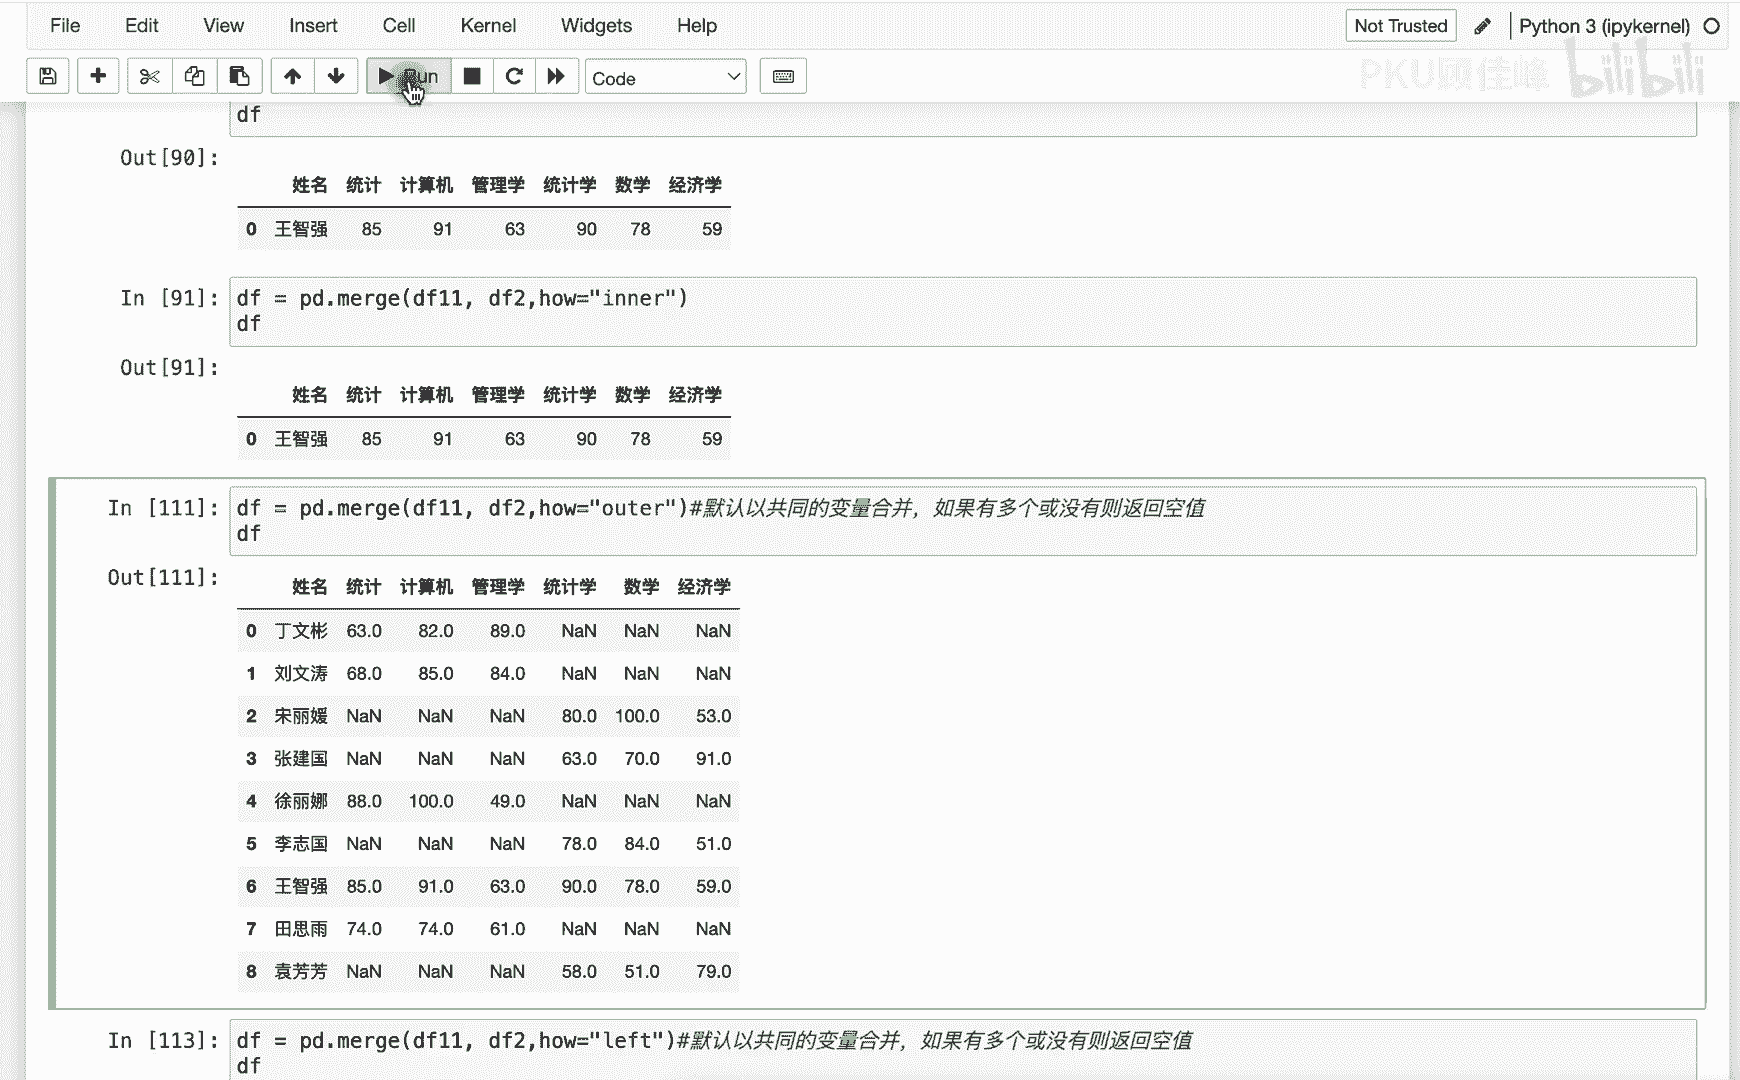 File Edit View Insert Cell Kernel Widgets Help Not Trusted Python 3 (ipykernel)
Run Code
PKU顾佳峰 bilibili
df
Out[90]:
姓名 统计 计算机 管理学 统计学 数学 经济学
0 王智强 85 91 63 90 78 59
In [91]: df = pd.merge(df11, df2,how="inner")
df
Out[91]:
姓名 统计 计算机 管理学 统计学 数学 经济学
0 王智强 85 91 63 90 78 59
In [111]: df = pd.merge(df11, df2,how="outer")#默认以共同的变量合并，如果有多个或没有则返回空值
df
Out[111]:
姓名 统计 计算机 管理学 统计学 数学 经济学
0 丁文彬 63.0 82.0 89.0 NaN NaN NaN
1 刘文涛 68.0 85.0 84.0 NaN NaN NaN
2 宋丽媛 NaN NaN NaN 80.0 100.0 53.0
3 张建国 NaN NaN NaN 63.0 70.0 91.0
4 徐丽娜 88.0 100.0 49.0 NaN NaN NaN
5 李志国 NaN NaN NaN 78.0 84.0 51.0
6 王智强 85.0 91.0 63.0 90.0 78.0 59.0
7 田思雨 74.0 74.0 61.0 NaN NaN NaN
8 袁芳芳 NaN NaN NaN 58.0 51.0 79.0
In [113]: df = pd.merge(df11, df2,how="left")#默认以共同的变量合并，如果有多个或没有则返回空值
df